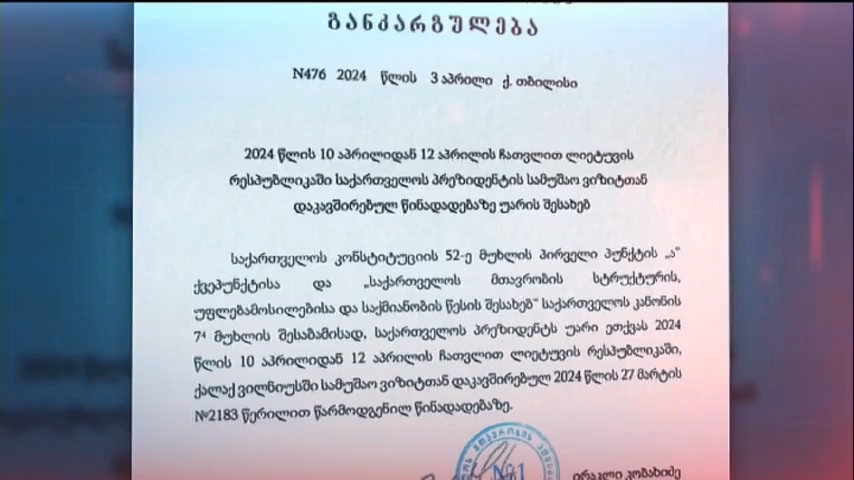 განკარგულება
N476 2024 წლის 3 აპრილი ქ. თბილისი
2024 წლის 10 აპრილიდან 12 აპრილის ჩათვლით ლიეტუვის
რესპუბლიკაში საქართველოს პრეზიდენტის სამუშაო ვიზიტთან
დაკავშირებულ წინადადებაზე უარის შესახებ
საქართველოს კონსტიტუციის 52-ე მუხლის პირველი პუნქტის „ა“
ქვეპუნქტისა და „საქართველოს მთავრობის სტრუქტურის,
უფლებამოსილებისა და საქმიანობის წესის შესახებ“ საქართველოს კანონის
7⁴ მუხლის შესაბამისად, საქართველოს პრეზიდენტს უარი ეთქვას 2024
წლის 10 აპრილიდან 12 აპრილის ჩათვლით ლიეტუვის რესპუბლიკაში,
ქალაქ ვილნიუსში სამუშაო ვიზიტთან დაკავშირებულ 2024 წლის 27 მარტის
№2183 წერილით წარმოდგენილ წინადადებაზე.
№1
ირაკლი კობახიძე